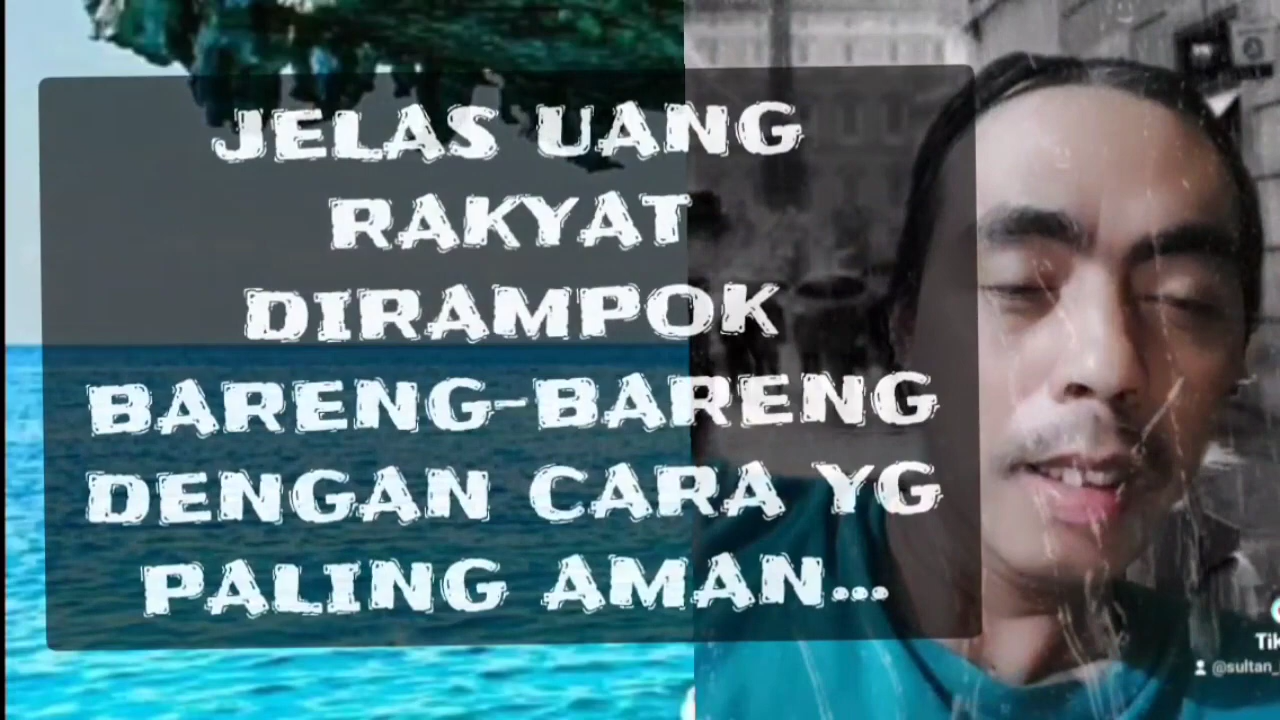 JELAS UANG
RAKYAT
DIRAMPOK
BARENG-BARENG
DENGAN CARA YG
PALING AMAN...